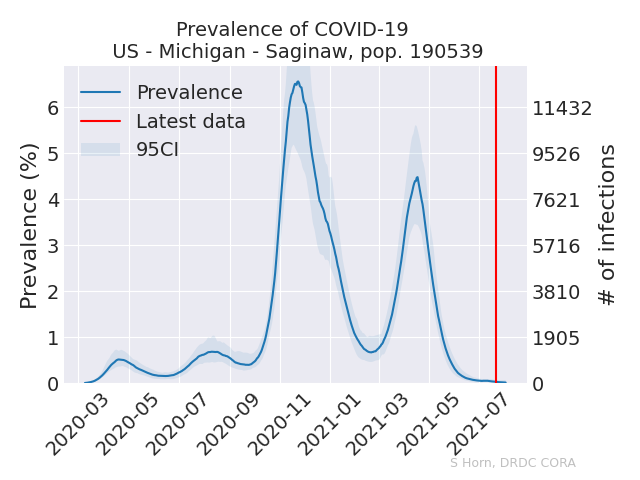 Prevalence of COVID-19
US - Michigan - Saginaw, pop. 190539
Prevalence
Latest data
95CI
Prevalence (%)
6
5
4
3
2
1
0
11432
9526
7621
5716
3810
1905
0
# of infections
2020-03
2020-05
2020-07
2020-09
2020-11
2021-01
2021-03
2021-05
2021-07
S Horn, DRDC CORA